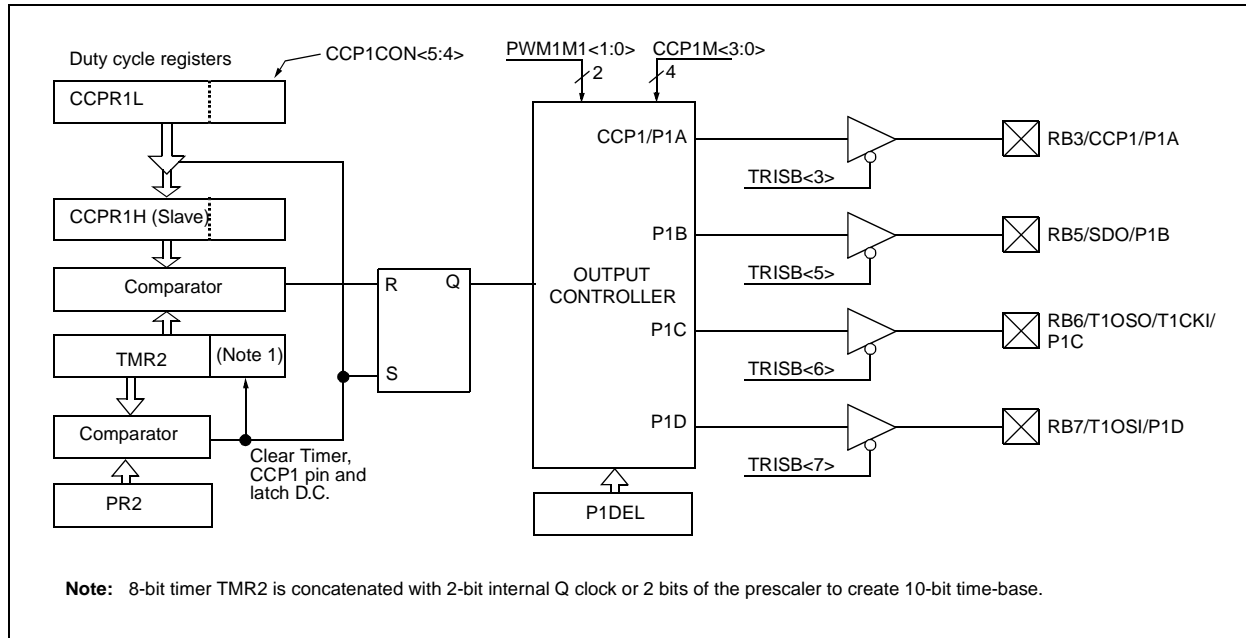 Duty cycle registers
CCP1CON<5:4>
CCPR1L
CCPR1H (Slave)
Comparator
TMR2
(Note 1)
Comparator
PR2
Clear Timer,
CCP1 pin and
latch D.C.
R
Q
S
PWM1M1<1:0>
2
CCP1M<3:0>
4
OUTPUT
CONTROLLER
CCP1/P1A
P1B
P1C
P1D
P1DEL
TRISB<3>
RB3/CCP1/P1A
TRISB<5>
RB5/SDO/P1B
TRISB<6>
RB6/T1OSO/T1CKI/
P1C
TRISB<7>
RB7/T1OSI/P1D
Note: 8-bit timer TMR2 is concatenated with 2-bit internal Q clock or 2 bits of the prescaler to create 10-bit time-base.